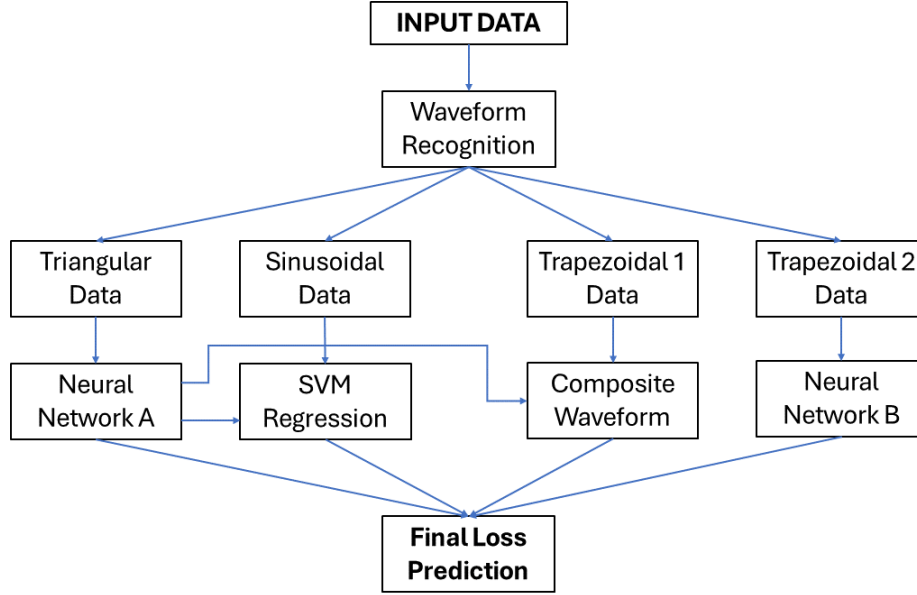 INPUT DATA
Waveform
Recognition
Triangular
Data
Sinusoidal
Data
Trapezoidal 1
Data
Trapezoidal 2
Data
Neural
Network A
SVM
Regression
Composite
Waveform
Neural
Network B
Final Loss
Prediction